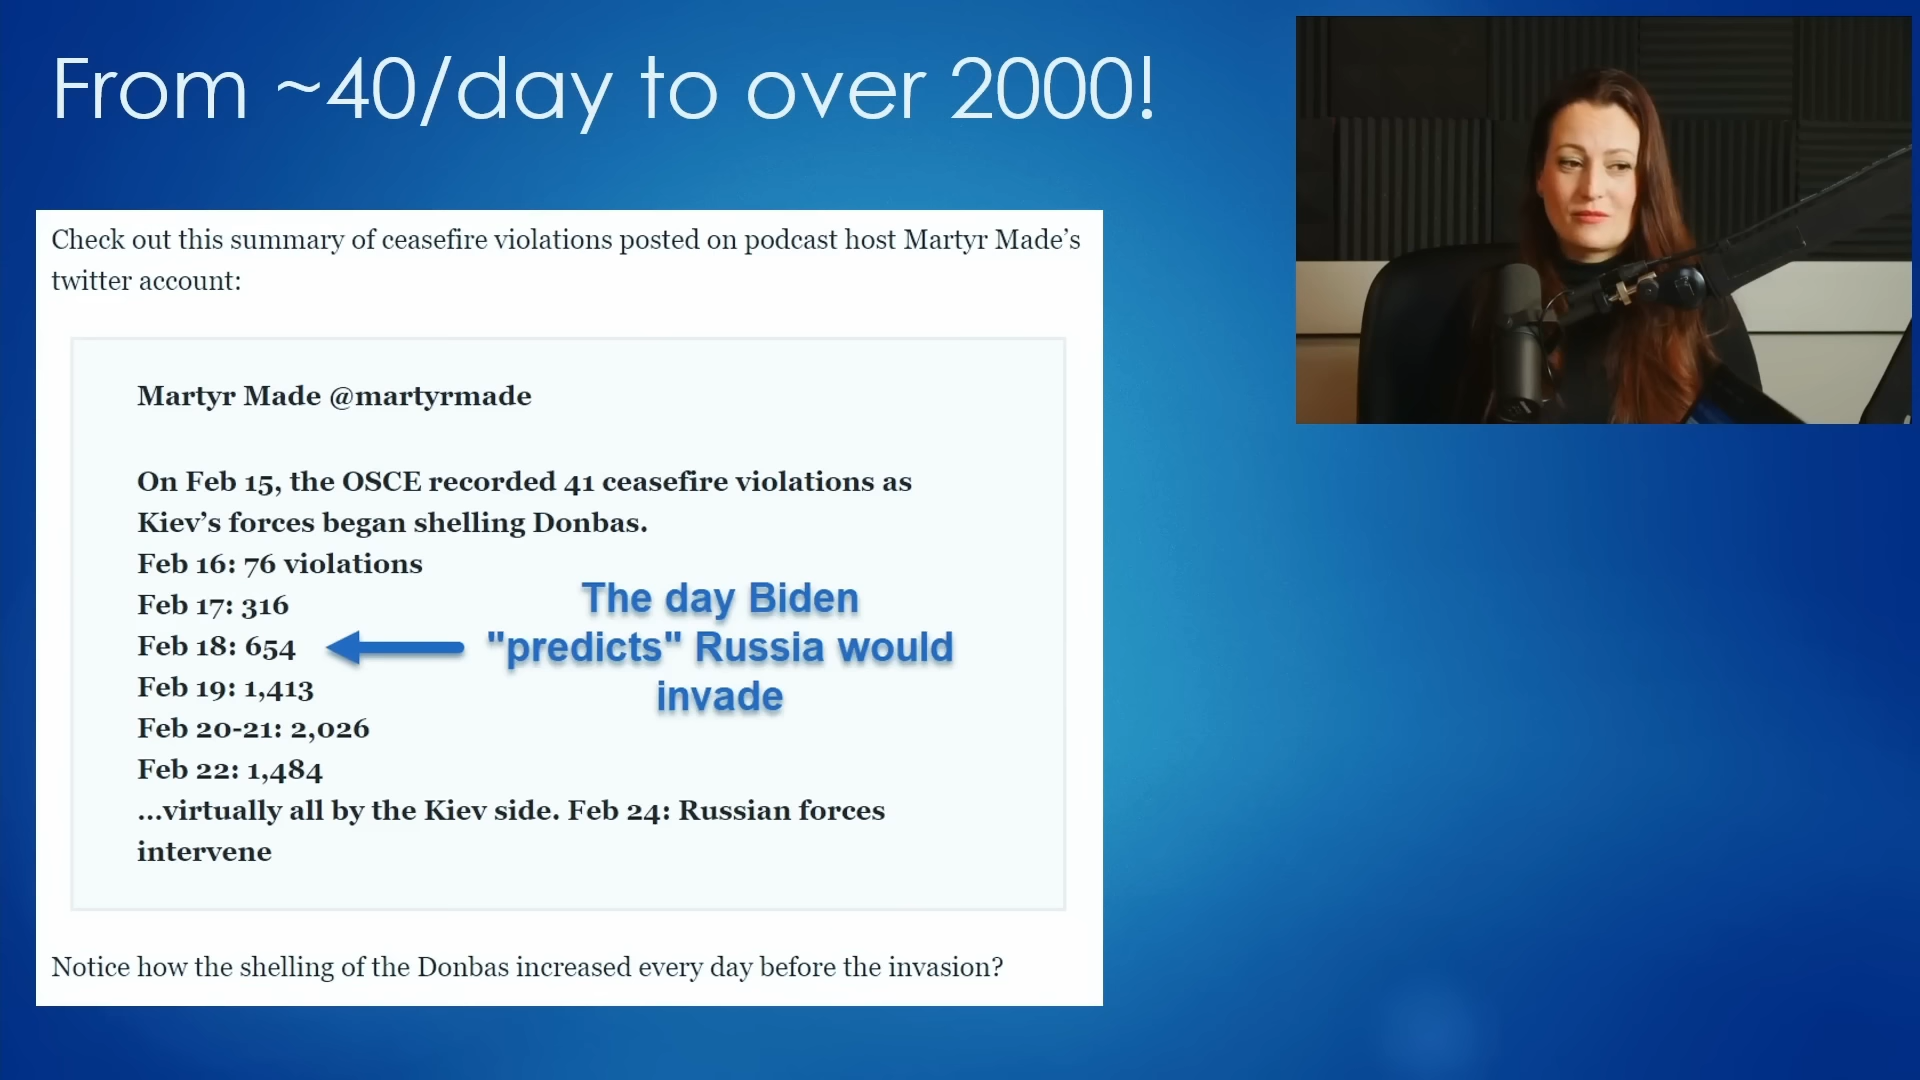 From ~40/day to over 2000!
Check out this summary of ceasefire violations posted on podcast host Martyr Made’s
twitter account:
Martyr Made @martyrmade
On Feb 15, the OSCE recorded 41 ceasefire violations as
Kiev’s forces began shelling Donbas.
Feb 16: 76 violations
Feb 17: 316
Feb 18: 654
Feb 19: 1,413
Feb 20-21: 2,026
Feb 22: 1,484
...virtually all by the Kiev side. Feb 24: Russian forces
intervene
The day Biden
"predicts" Russia would
invade
Notice how the shelling of the Donbas increased every day before the invasion?